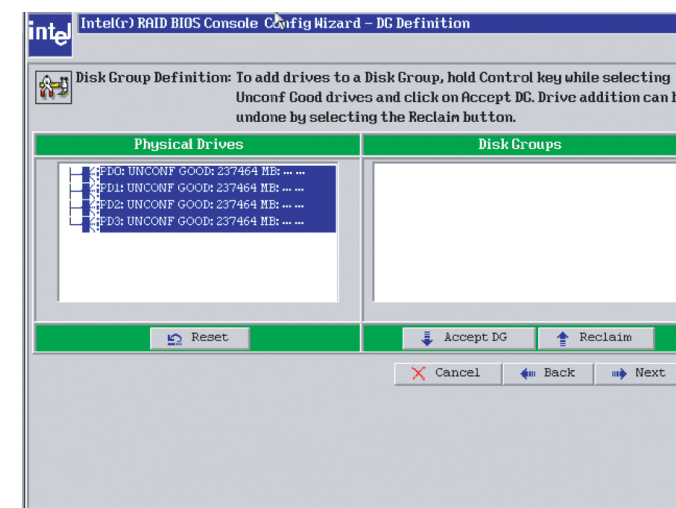 intel
Intel(r) RAID BIOS Console Config Wizard – DG Definition
Disk Group Definition: To add drives to a Disk Group, hold Control key while selecting
Unconf Good drives and click on Accept DG. Drive addition can
undone by selecting the Reclaim button.
Physical Drives
Disk Groups
PD0: UNCONF GOOD: 237464 MB: --- ---
PD1: UNCONF GOOD: 237464 MB: --- ---
PD2: UNCONF GOOD: 237464 MB: --- ---
PD3: UNCONF GOOD: 237464 MB: --- ---
Reset
Accept DG
Reclaim
Cancel
Back
Next